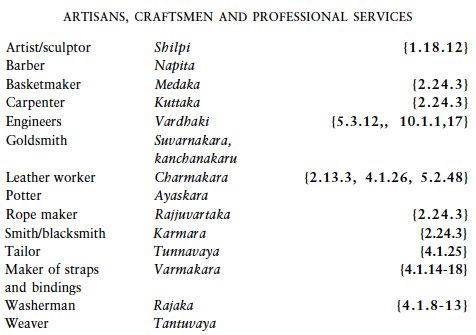 ARTISANS, CRAFTSMEN AND PROFESSIONAL SERVICES
Artist/sculptor Shilpi {1.18.12}
Barber Napita
Basketmaker Medaka {2.24.3}
Carpenter Kuttaka {2.24.3}
Engineers Vardhaki {5.3.12,, 10.1.1,17}
Goldsmith Suvarnakara,
kanchanakaru
Leather worker Charmakara {2.13.3, 4.1.26, 5.2.48}
Potter Ayaskara
Rope maker Rajjuvartaka {2.24.3}
Smith/blacksmith Karmara {2.24.3}
Tailor Tunnavaya {4.1.25}
Maker of straps Varmakara {4.1.14-18}
and bindings
Washerman Rajaka {4.1.8-13}
Weaver Tantuvaya